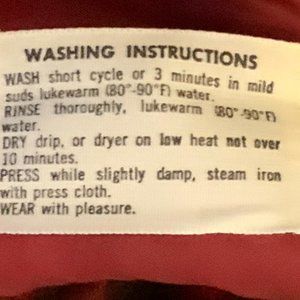 WASHING INSTRUCTIONS
WASH short cycle or 3 minutes in mild
suds lukewarm (80°-90°F) water.
RINSE thoroughly, lukewarm (80°-90°F)
water.
DRY drip, or dryer on low heat not over
10 minutes.
PRESS while slightly damp, steam iron
with press cloth.
WEAR with pleasure.